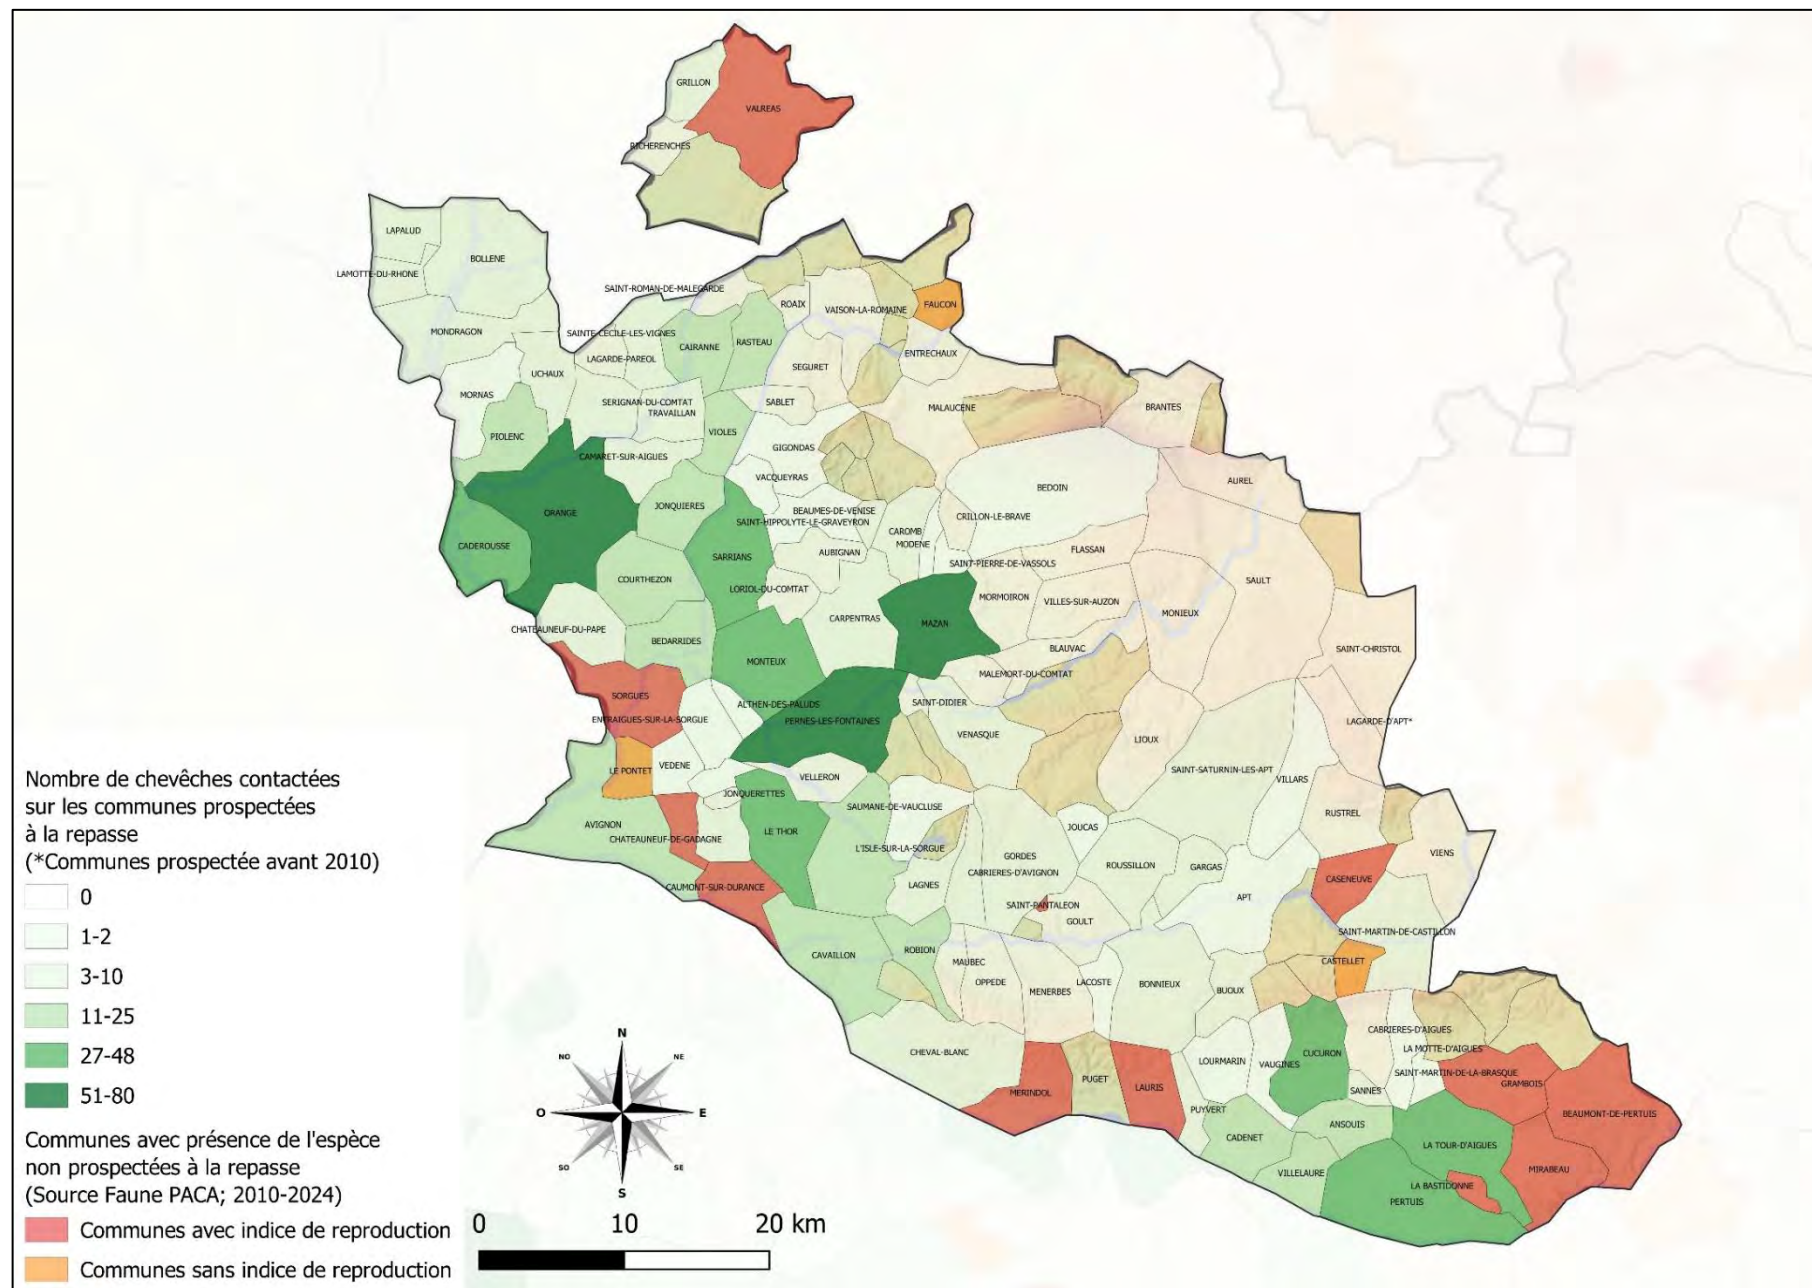 GRILLON
VALREAS
RICHERENCHES
LAPALUD
BOLLENE
LAMOTTE-DU-RHONE
SAINT-ROMAN-DE-MALEGARDE
ROAIX
VAISON-LA-ROMAINE
FAUCON
MONDRAGON
SAINTE-CECILE-LES-VIGNES
CAIRANNE
RASTEAU
ENTRECHAUX
LAGARDE-PAREOL
UCHAUX
SEGURET
MORNAS
SERIGNAN-DU-COMTAT
TRAVAILLAN
SABLET
MALAUCENE
BRANTES
PIOLENC
VIOLES
GIGONDAS
CAMARET-SUR-AIGUES
VACQUEYRAS
BEDOIN
AUREL
ORANGE
JONQUIERES
BEAUMES-DE-VENISE
SAINT-HIPPOLYTE-LE-GRAVEYRON
CRILLON-LE-BRAVE
CAROMB
MODENE
CADEROUSSE
SARRIANS
AUBIGNAN
FLASSAN
SAINT-PIERRE-DE-VASSOLS
COURTHEZON
LORIOL-DU-COMTAT
SAULT
MORMOIRON
VILLES-SUR-AUZON
MONIEUX
CARPENTRAS
MAZAN
CHATEAUNEUF-DU-PAPE
BEDARRIDES
BLAUVAC
SAINT-CHRISTOL
MONTEUX
MALEMORT-DU-COMTAT
SORGUES
ALTHEN-DES-PALUDS
SAINT-DIDIER
ENTRAIGUES-SUR-LA-SORGUE
PERNES-LES-FONTAINES
LAGARDE-D'APT*
VENASQUE
LIOUX
LE PONTET
VEDENE
VELLERON
SAINT-SATURNIN-LES-APT
VILLARS
JONQUERETTES
SAUMANE-DE-VAUCLUSE
RUSTREL
AVIGNON
LE THOR
JOUCAS
CHATEAUNEUF-DE-GADAGNE
L'ISLE-SUR-LA-SORGUE
GORDES
VIENS
ROUSSILLON
GARGAS
CABRIERES-D'AVIGNON
CASENEUVE
CAUMONT-SUR-DURANCE
LAGNES
APT
SAINT-PANTALEON
GOULT
SAINT-MARTIN-DE-CASTILLON
CAVAILLON
ROBION
MAUBEC
CASTELLET
OPPEDE
MENERBES
LACOSTE
BONNIEUX
BUOUX
CABRIERES-D'AIGUES
CHEVAL-BLANC
LA MOTTE-D'AIGUES
CUCURON
LOURMARIN
VAUGINES
SAINT-MARTIN-DE-LA-BRASQUE
PUGET
GRAMBOIS
MERINDOL
LAURIS
SANNES
PUYVERT
BEAUMONT-DE-PERTUIS
ANSOUIS
CADENET
LA TOUR-D'AIGUES
VILLELAURE
MIRABEAU
LA BASTIDONNE
PERTUIS
Nombre de chevêches contactées
sur les communes prospectées
à la repasse
(*Communes prospectée avant 2010)
0
1-2
3-10
11-25
27-48
51-80
Communes avec présence de l'espèce
non prospectées à la repasse
(Source Faune PACA; 2010-2024)
Communes avec indice de reproduction
Communes sans indice de reproduction
N
NO
NE
O
E
SO
SE
S
0 10 20 km